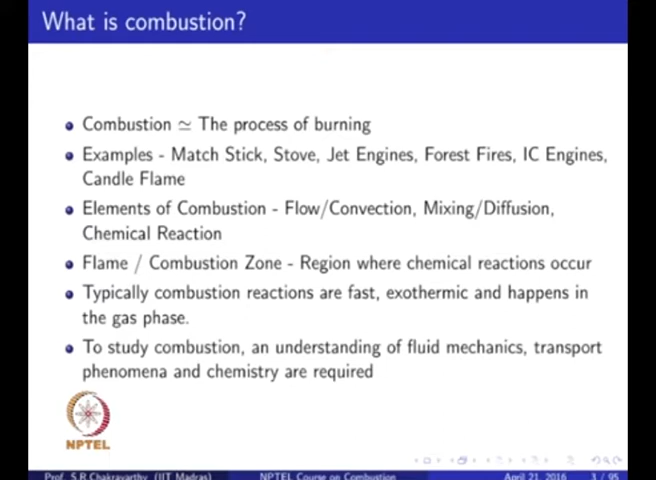 What is combustion?
Combustion ≃ The process of burning
Examples - Match Stick, Stove, Jet Engines, Forest Fires, IC Engines,
Candle Flame
Elements of Combustion - Flow/Convection, Mixing/Diffusion,
Chemical Reaction
Flame / Combustion Zone - Region where chemical reactions occur
Typically combustion reactions are fast, exothermic and happens in
the gas phase.
To study combustion, an understanding of fluid mechanics, transport
phenomena and chemistry are required
NPTEL
Prof. S.R.Chakravarthy (IIT Madras)
NPTEL Course on Combustion
April 21, 2016
3 / 95